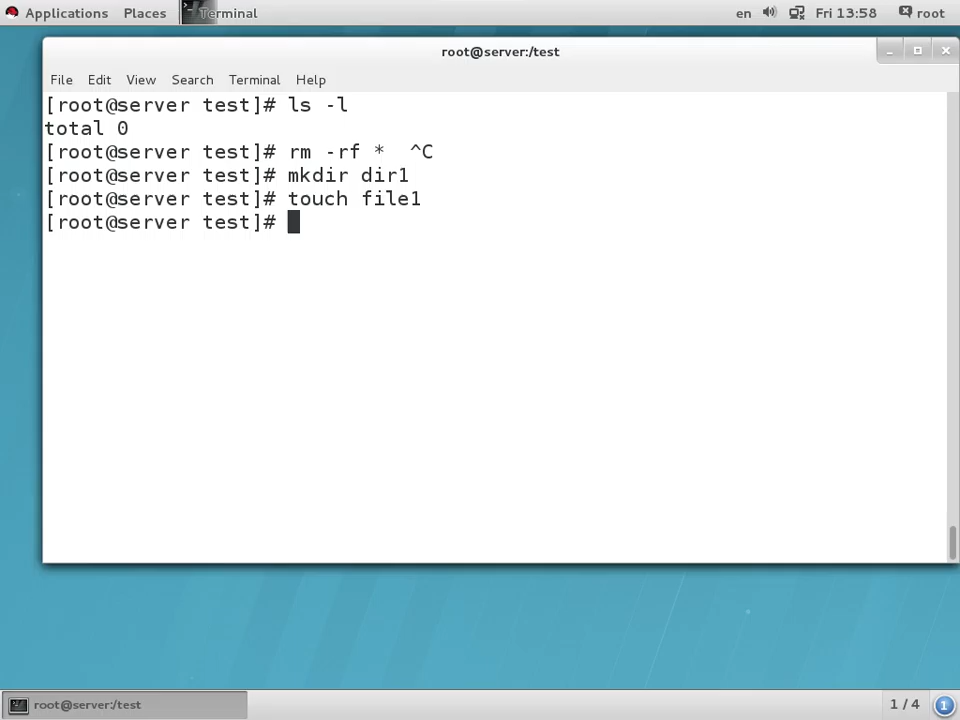 Applications Places Terminal en Fri 13:58 root
root@server:/test
File Edit View Search Terminal Help
[root@server test]# ls -l
total 0
[root@server test]# rm -rf *  ^C
[root@server test]# mkdir dir1
[root@server test]# touch file1
[root@server test]#
root@server:/test 1 / 4 1